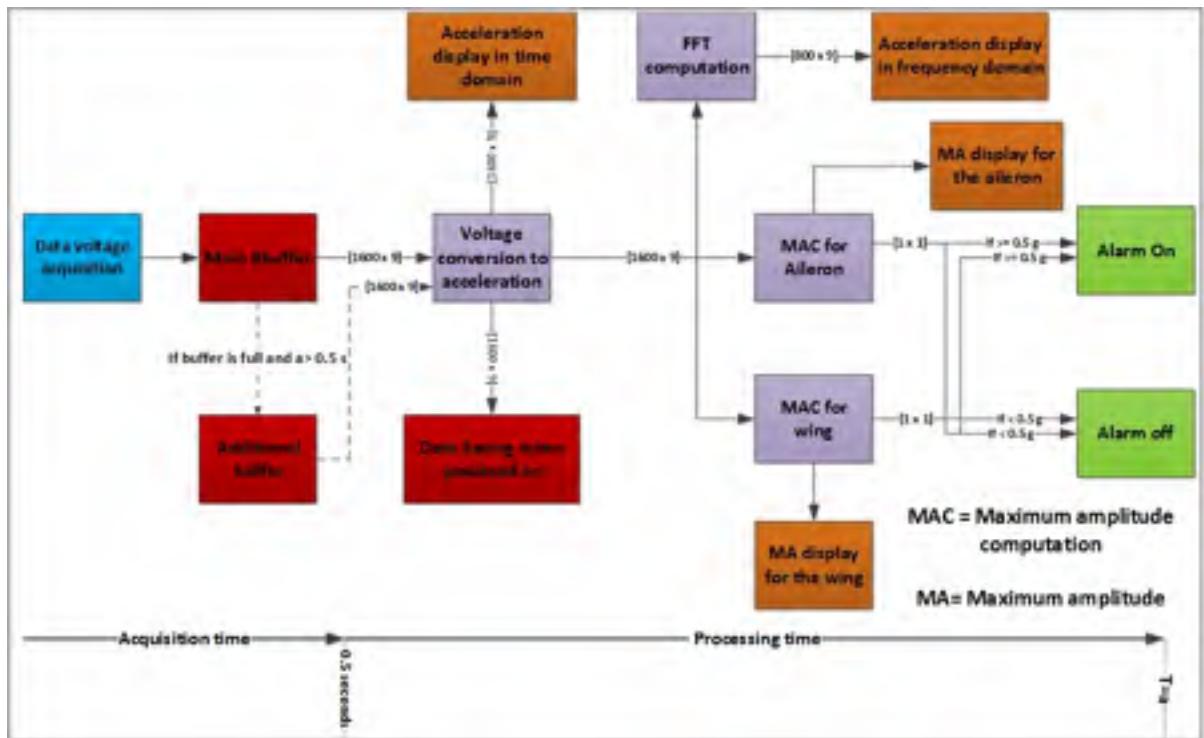 Acceleration
display in time
domain
FFT
computation
[800 x 9]
Acceleration display
in frequency domain
MA display for
the aileron
Data voltage
acquisition
Main Bbuffer
[1600 x 9]
[1600 x 9]
Voltage
conversion to
acceleration
[1600 x 9]
MAC for
Aileron
[1 x 1]
If >= 0.5 g
If >= 0.5 g
Alarm On
If buffer is full and a > 0.5 s
Additional
buffer
Data Saving
MAC for
wing
[1 x 1]
If < 0.5 g
If < 0.5 g
Alarm off
MA display
for the wing
MAC = Maximum amplitude
computation
MA= Maximum amplitude
Acquisition time
Processing time
0.5 seconds